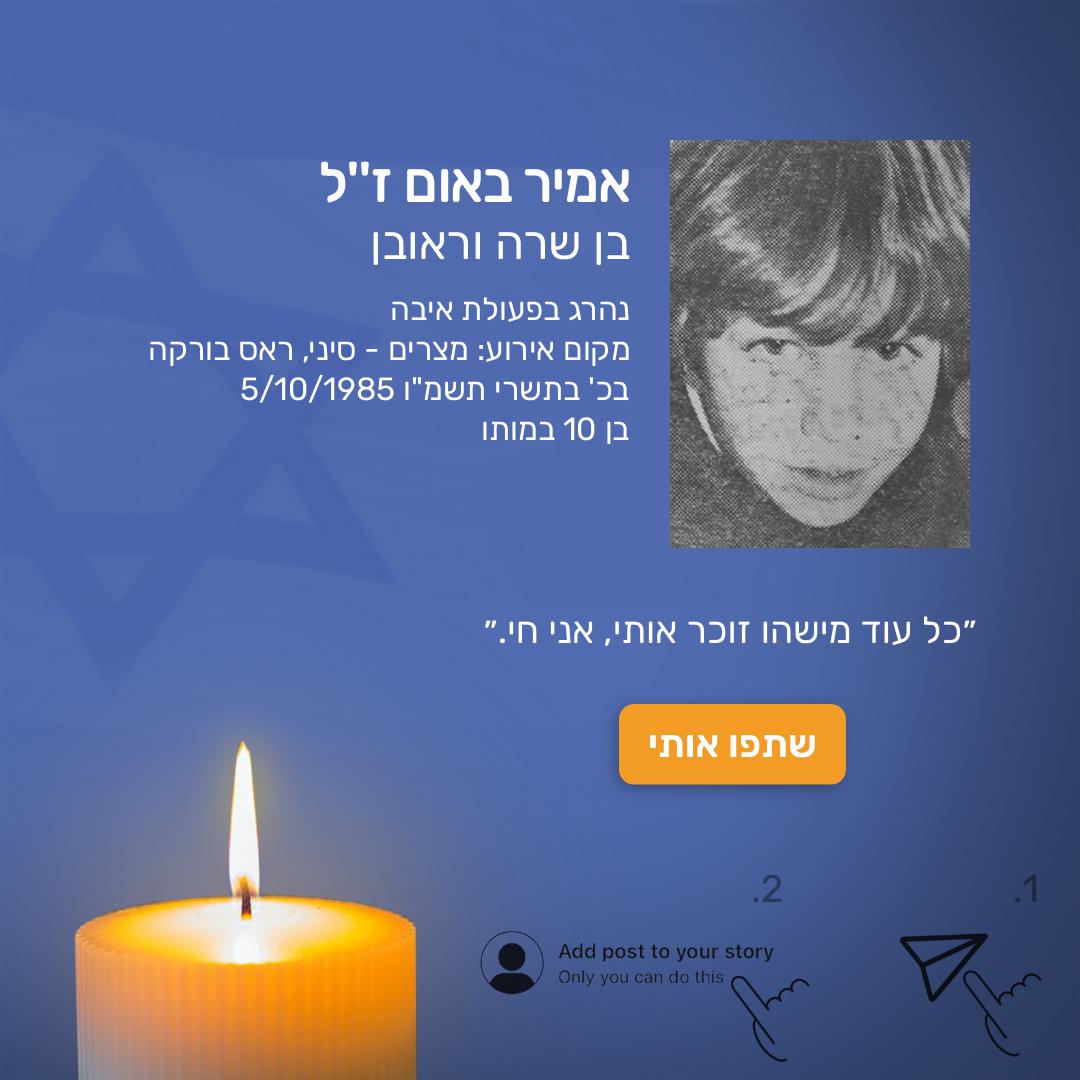 אמיר באום ז"ל
בן שרה וראובן
נהרג בפעולת איבה
מקום אירוע: מצרים - סיני, ראס בורקה
בכ' בתשרי תשמ"ו 5/10/1985
בן 10 במותו
״כל עוד מישהו זוכר אותי, אני חי.״
שתפו אותי
1.
2.
Add post to your story
Only you can do this